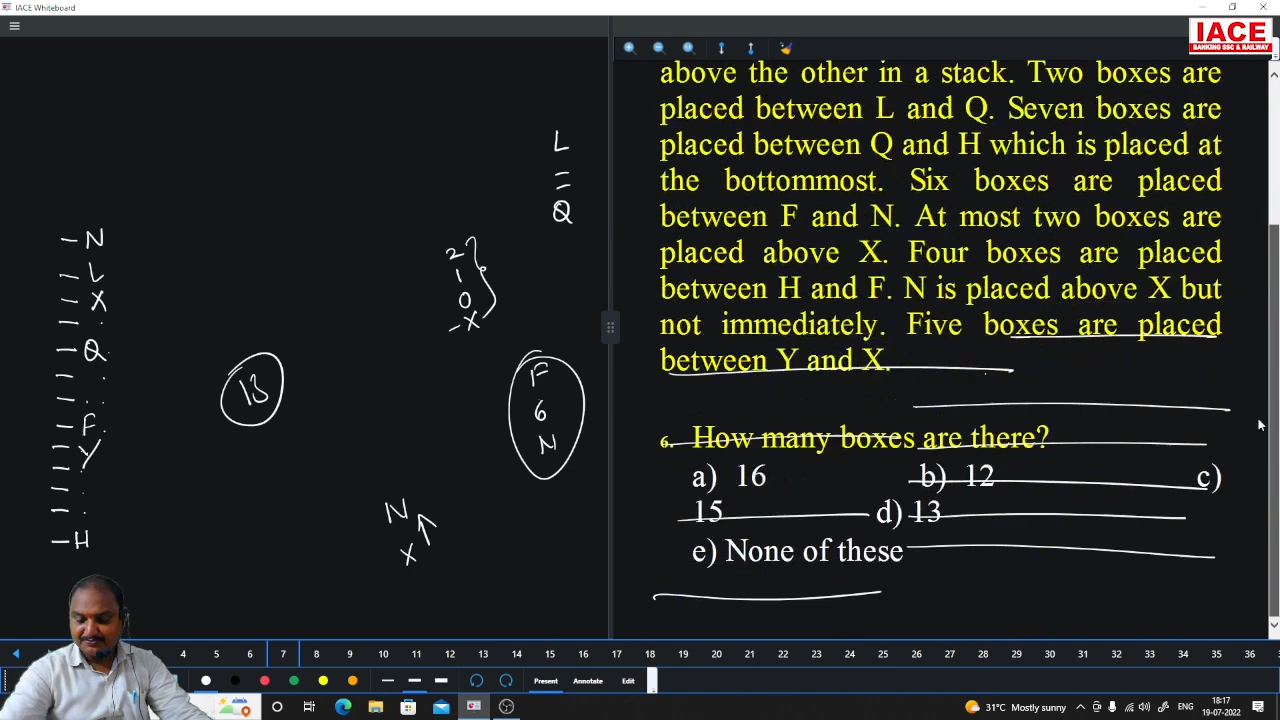 IACE Whiteboard
IACE
BANKING SSC & RAILWAY
above the other in a stack. Two boxes are
placed between L and Q. Seven boxes are
placed between Q and H which is placed at
the bottommost. Six boxes are placed
between F and N. At most two boxes are
placed above X. Four boxes are placed
between H and F. N is placed above X but
not immediately. Five boxes are placed
between Y and X.
6. How many boxes are there?
a) 16 b) 12 c)
15 d) 13
e) None of these
L
=
Q
2
1
0
- X
- N
- L
- X
- .
- Q
- .
- .
- F
- Y
- .
- .
- .
- H
13
F
6
N
N
X
4 5 6 7 8 9 10 11 12 13 14 15 16 17 18 19 20 21 22 23 24 25 26 27 28 29 30 31 32 33 34 35 36
Present Annotate Edit
31°C Mostly sunny ENG 18:17
19-07-2022